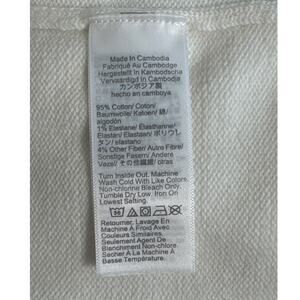 Made In Cambodia
Fabriqué Au Cambodge
Hergestellt In Kambodscha
Vervaardigd In Cambodja
カンボジア製
hecho en camboya
95% Cotton/ Coton/
Baumwolle/ Katoen/ 綿/
algodón
1% Elastane/ Élasthanne/
Elastan/ Elastaan/ ポリウレ
タン/ elastano
4% Other Fiber/ Autre Fibre/
Sonstige Fasern/ Andere
Vezel/ その他繊維/ otras
Turn Inside Out. Machine
Wash Cold With Like Colors.
Non-chlorine Bleach Only.
Tumble Dry Low. Iron On
Lowest Setting.
30
Retourner. Lavage En
Machine À Froid Avec
Couleurs Similaires.
Seulement Agent De
Blanchiment Non-chlore.
Sécher À La Machine À
Basse Température.